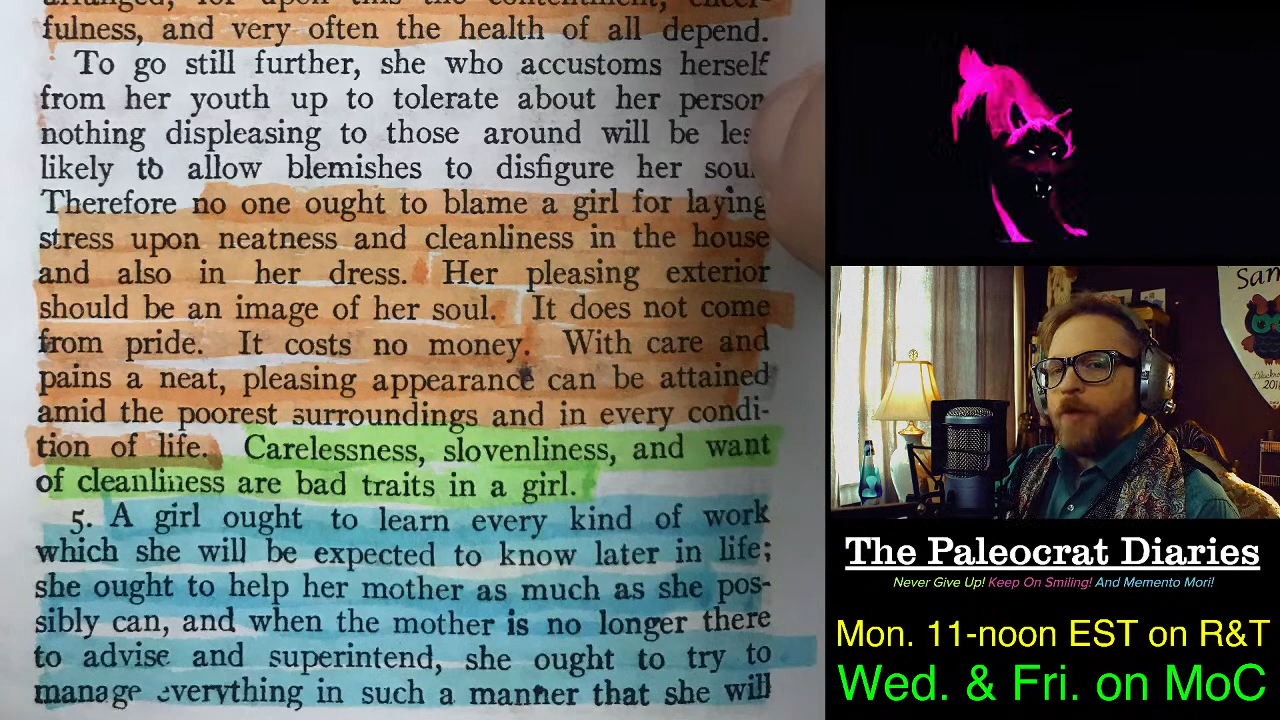 arranged, for upon this the contentment, cheer-
fulness, and very often the health of all depend.
To go still further, she who accustoms herself
from her youth up to tolerate about her person
nothing displeasing to those around will be les
likely to allow blemishes to disfigure her soul.
Therefore no one ought to blame a girl for laying
stress upon neatness and cleanliness in the house
and also in her dress. Her pleasing exterior
should be an image of her soul. It does not come
from pride. It costs no money. With care and
pains a neat, pleasing appearance can be attained
amid the poorest surroundings and in every condi-
tion of life. Carelessness, slovenliness, and want
of cleanliness are bad traits in a girl.
5. A girl ought to learn every kind of work
which she will be expected to know later in life;
she ought to help her mother as much as she pos-
sibly can, and when the mother is no longer there
to advise and superintend, she ought to try to
manage everything in such a manner that she will
Sam
201
The Paleocrat Diaries
Never Give Up! Keep On Smiling! And Memento Mori!
Mon. 11-noon EST on R&T
Wed. & Fri. on MoC